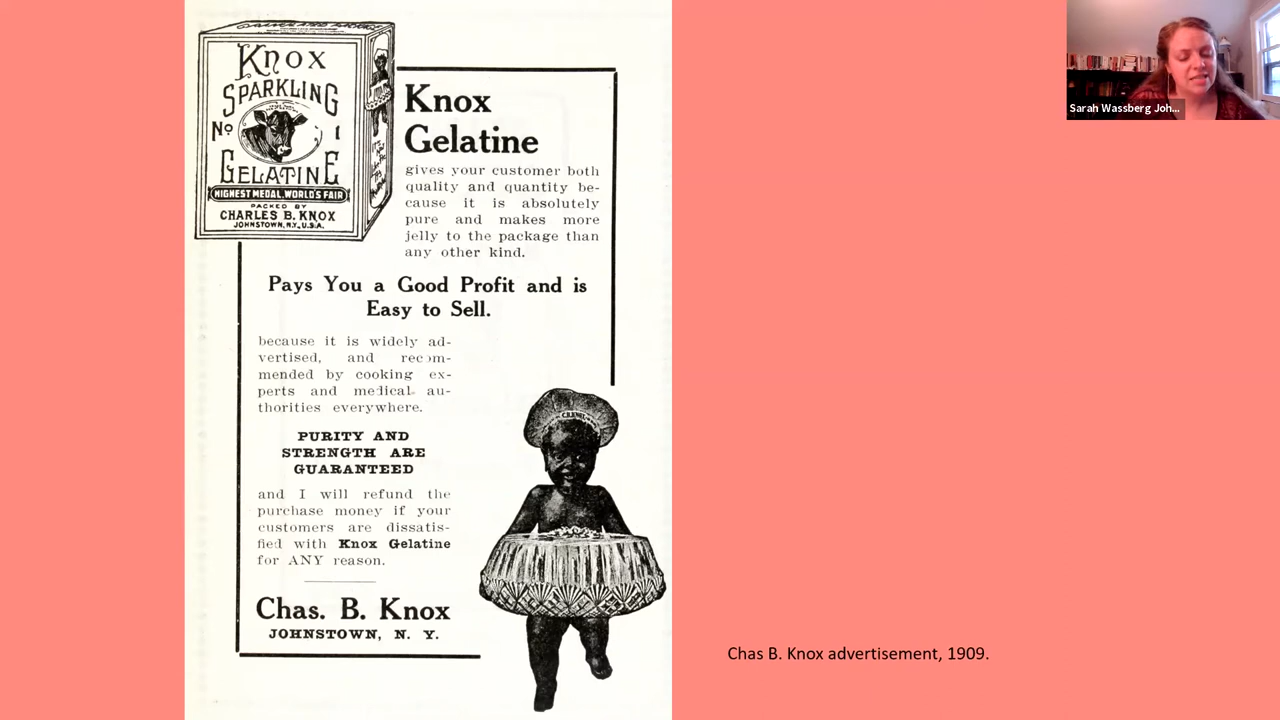 Knox
SPARKLING
No 1
GELATINE
HIGHEST MEDAL, WORLD'S FAIR
PACKED BY
CHARLES B. KNOX
JOHNSTOWN, N.Y., U.S.A.
Knox
Gelatine
gives your customer both
quality and quantity be-
cause it is absolutely
pure and makes more
jelly to the package than
any other kind.
Pays You a Good Profit and is
Easy to Sell.
because it is widely ad-
vertised, and recom-
mended by cooking ex-
perts and medical au-
thorities everywhere.
PURITY AND
STRENGTH ARE
GUARANTEED
and I will refund the
purchase money if your
customers are dissatis-
fied with Knox Gelatine
for ANY reason.
Chas. B. Knox
JOHNSTOWN, N. Y.
Sarah Wassberg Joh...
Chas B. Knox advertisement, 1909.